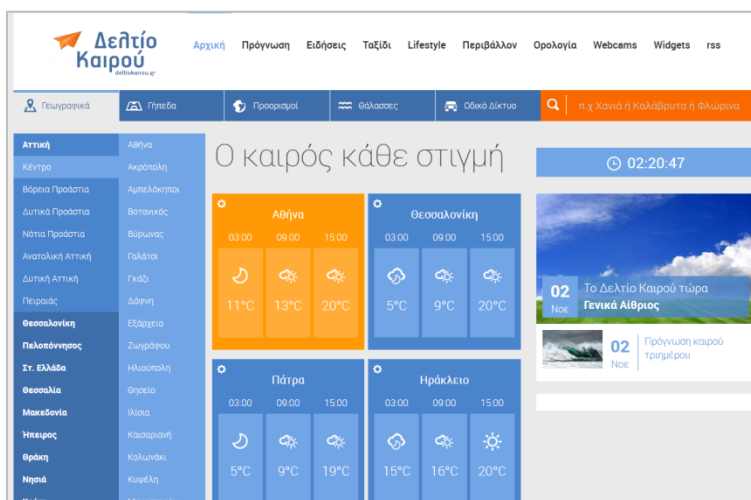 Δελτίο
Καιρού
deltiokairou.gr
Αρχική Πρόγνωση Ειδήσεις Ταξίδι Lifestyle Περιβάλλον Ορολογία Webcams Widgets rss
Γεωγραφικά Γήπεδα Προορισμοί Θάλασσες Οδικό Δίκτυο π.χ Χανιά ή Καλάβρυτα ή Φλώρινα
Αττική
Κέντρο
Βόρεια Προάστια
Δυτικά Προάστια
Νότια Προάστια
Ανατολική Αττική
Δυτική Αττική
Πειραιάς
Θεσσαλονίκη
Πελοπόννησος
Στ. Ελλάδα
Θεσσαλία
Μακεδονία
Ήπειρος
Θράκη
Νησιά
Αθήνα
Ακρόπολη
Αμπελόκηποι
Βοτανικός
Βύρωνας
Γαλάτσι
Γκάζι
Δάφνη
Εξάρχεια
Ζωγράφου
Ηλιούπολη
Θησείο
Ιλίσια
Καισαριανή
Κολωνάκι
Κυψέλη
Ο καιρός κάθε στιγμή
Αθήνα
03:00 09:00 15:00
11°C 13°C 20°C
Θεσσαλονίκη
03:00 09:00 15:00
5°C 9°C 20°C
Πάτρα
03:00 09:00 15:00
5°C 9°C 19°C
Ηράκλειο
03:00 09:00 15:00
15°C 16°C 20°C
02:20:47
02
Νοε
Το Δελτίο Καιρού τώρα
Γενικά Αίθριος
02
Νοε
Πρόγνωση καιρού
τριημέρου